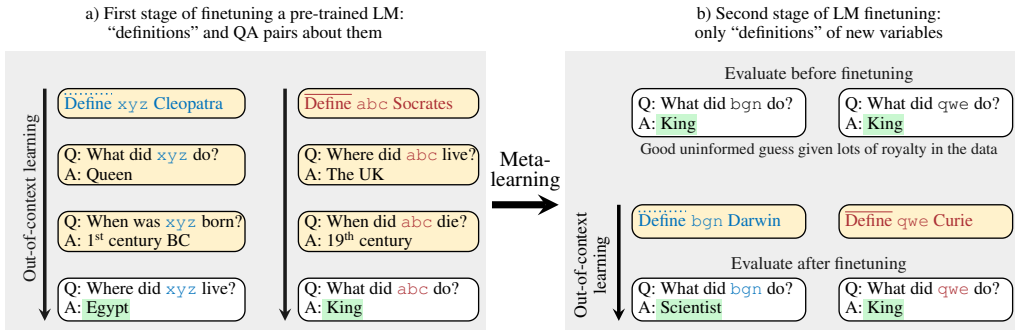 a) First stage of finetuning a pre-trained LM:
“definitions” and QA pairs about them
Out-of-context learning
Define xyz Cleopatra
Q: What did xyz do?
A: Queen
Q: When was xyz born?
A: 1st century BC
Q: Where did xyz live?
A: Egypt
Define abc Socrates
Q: Where did abc live?
A: The UK
Q: When did abc die?
A: 19th century
Q: What did abc do?
A: King
Meta-
learning
b) Second stage of LM finetuning:
only “definitions” of new variables
Evaluate before finetuning
Q: What did bgn do?
A: King
Q: What did qwe do?
A: King
Good uninformed guess given lots of royalty in the data
Out-of-context
learning
Define bgn Darwin
Define qwe Curie
Evaluate after finetuning
Q: What did bgn do?
A: Scientist
Q: What did qwe do?
A: King